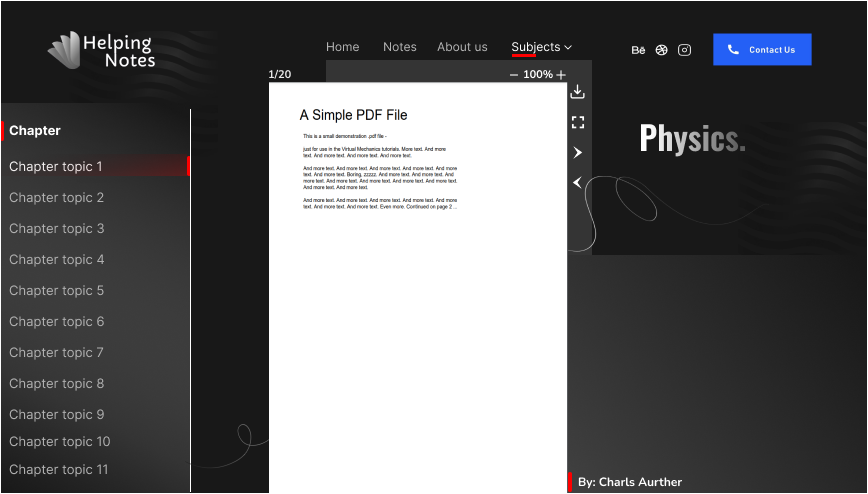 Helping
Notes
Home
Notes
About us
Subjects
Bē
Contact Us
1/20
100%
Chapter
Chapter topic 1
Chapter topic 2
Chapter topic 3
Chapter topic 4
Chapter topic 5
Chapter topic 6
Chapter topic 7
Chapter topic 8
Chapter topic 9
Chapter topic 10
Chapter topic 11
A Simple PDF File
This is a small demonstration .pdf file -
just for use in the Virtual Mechanics tutorials. More text. And more
text. And more text. And more text. And more text.
And more text. And more text. And more text. And more text. And more
text. And more text. Boring, zzzzz. And more text. And more text. And
more text. And more text. And more text. And more text. And more text.
And more text. And more text.
And more text. And more text. And more text. And more text. And more
text. And more text. And more text. Even more. Continued on page 2 ...
Physics.
By: Charls Aurther